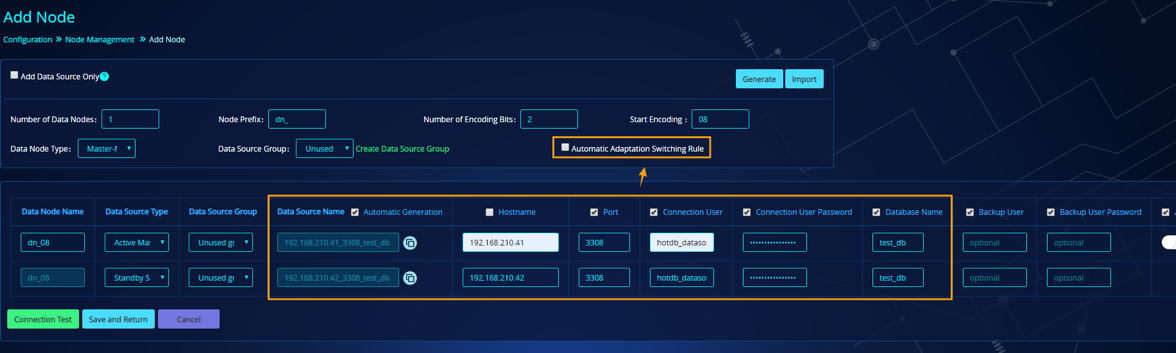 Add Node
Configuration » Node Management » Add Node
Add Data Source Only ?
Generate Import
Number of Data Nodes: 1 Node Prefix: dn_ Number of Encoding Bits: 2 Start Encoding : 08
Data Node Type: Master-M Data Source Group: Unused Create Data Source Group Automatic Adaptation Switching Rule
Data Node Name Data Source Type Data Source Group Data Source Name Automatic Generation Hostname Port Connection User Connection User Password Database Name Backup User Backup User Password
dn_08 Active Mas Unused gr 192.168.210.41_3308_test_db 192.168.210.41 3308 hotdb_dataso •••••••••••••••• test_db optional optional
dn_08 Standby S Unused gr 192.168.210.42_3308_test_db 192.168.210.42 3308 hotdb_dataso •••••••••••••••• test_db optional optional
Connection Test Save and Return Cancel